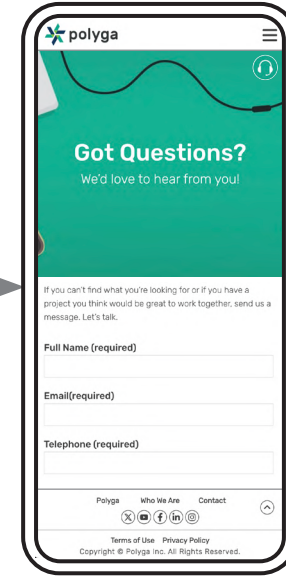 polyga
Got Questions?
We'd love to hear from you!
If you can't find what you're looking for or if you have a
project you think would be great to work together, send us a
message. Let's talk.
Full Name (required)
Email(required)
Telephone (required)
Polyga Who We Are Contact
Terms of Use Privacy Policy
Copyright © Polyga Inc. All Rights Reserved.